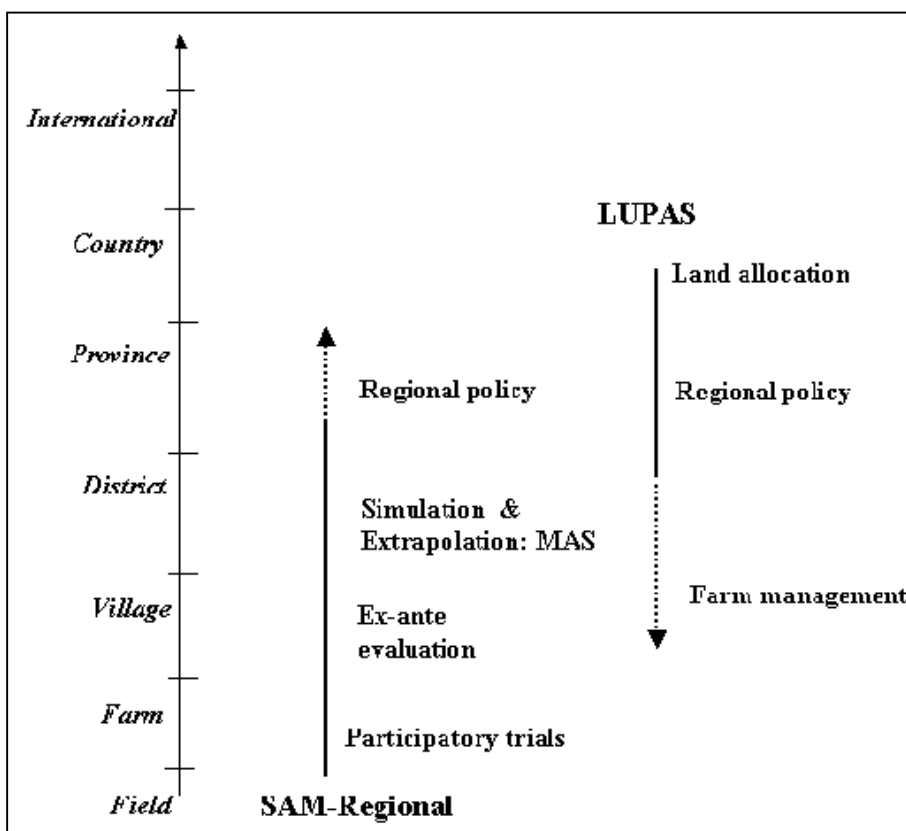 International
Country
Province
District
Village
Farm
Field
Regional policy
Simulation &
Extrapolation: MAS
Ex-ante
evaluation
Participatory trials
SAM-Regional
LUPAS
Land allocation
Regional policy
Farm management